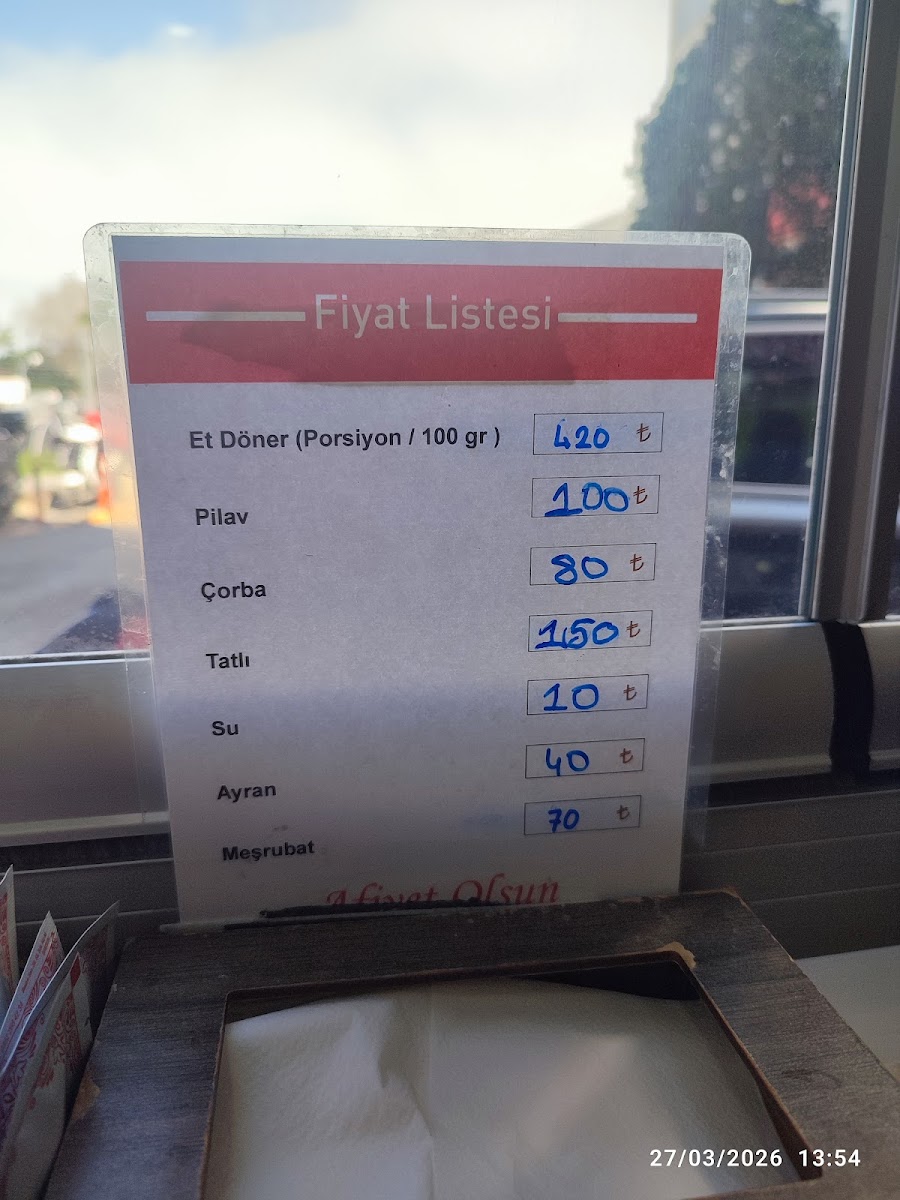 Fiyat Listesi
Et Döner (Porsiyon / 100 gr ) 420 ₺
Pilav 100 ₺
Çorba 80 ₺
Tatlı 150 ₺
Su 10 ₺
Ayran 40 ₺
Meşrubat 70 ₺
Afiyet Olsun
27/03/2026 13:54